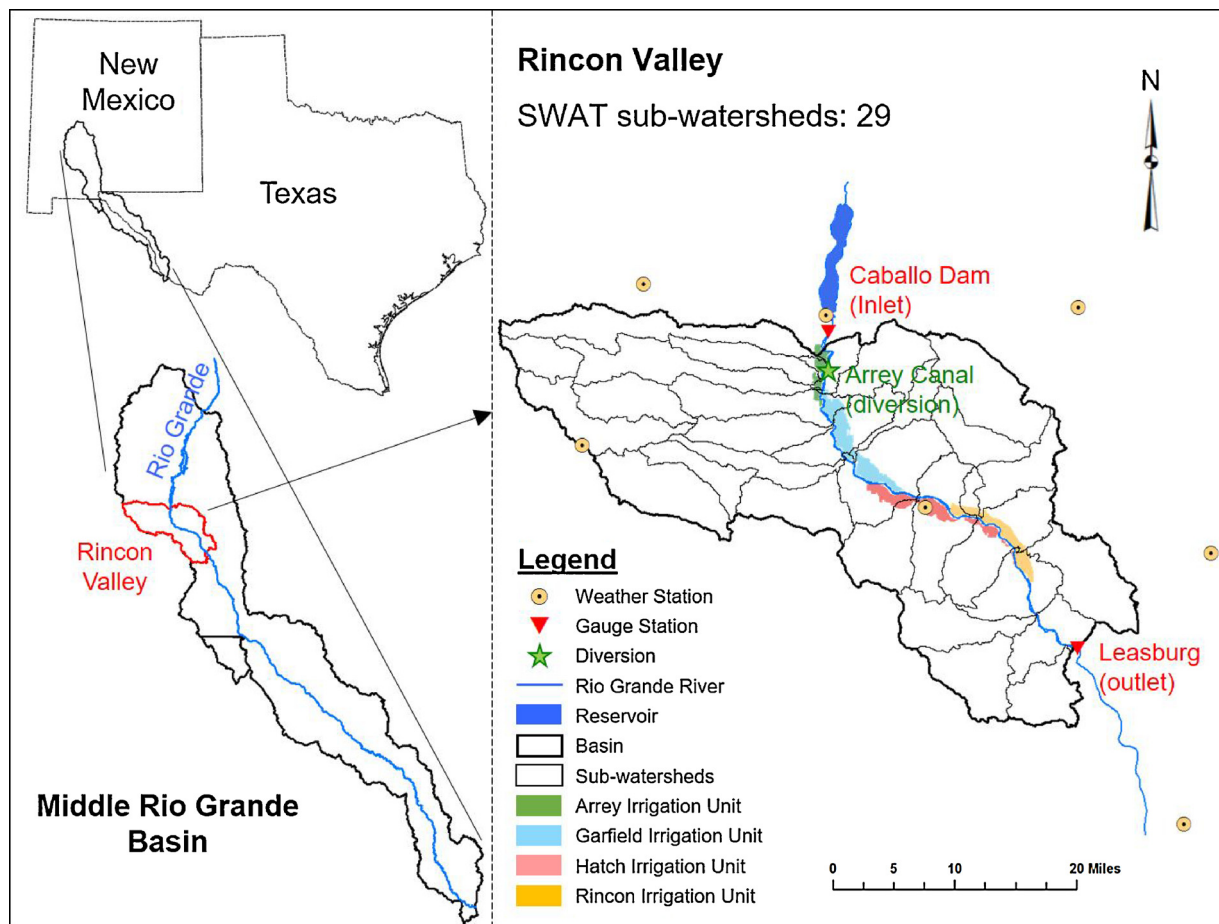 New
Mexico
Texas
Rio Grande
Rincon
Valley
Middle Rio Grande
Basin
Rincon Valley
SWAT sub-watersheds: 29
N
Caballo Dam
(Inlet)
Arrey Canal
(diversion)
Leasburg
(outlet)
Legend
Weather Station
Gauge Station
Diversion
Rio Grande River
Reservoir
Basin
Sub-watersheds
Arrey Irrigation Unit
Garfield Irrigation Unit
Hatch Irrigation Unit
Rincon Irrigation Unit
0 5 10 20 Miles